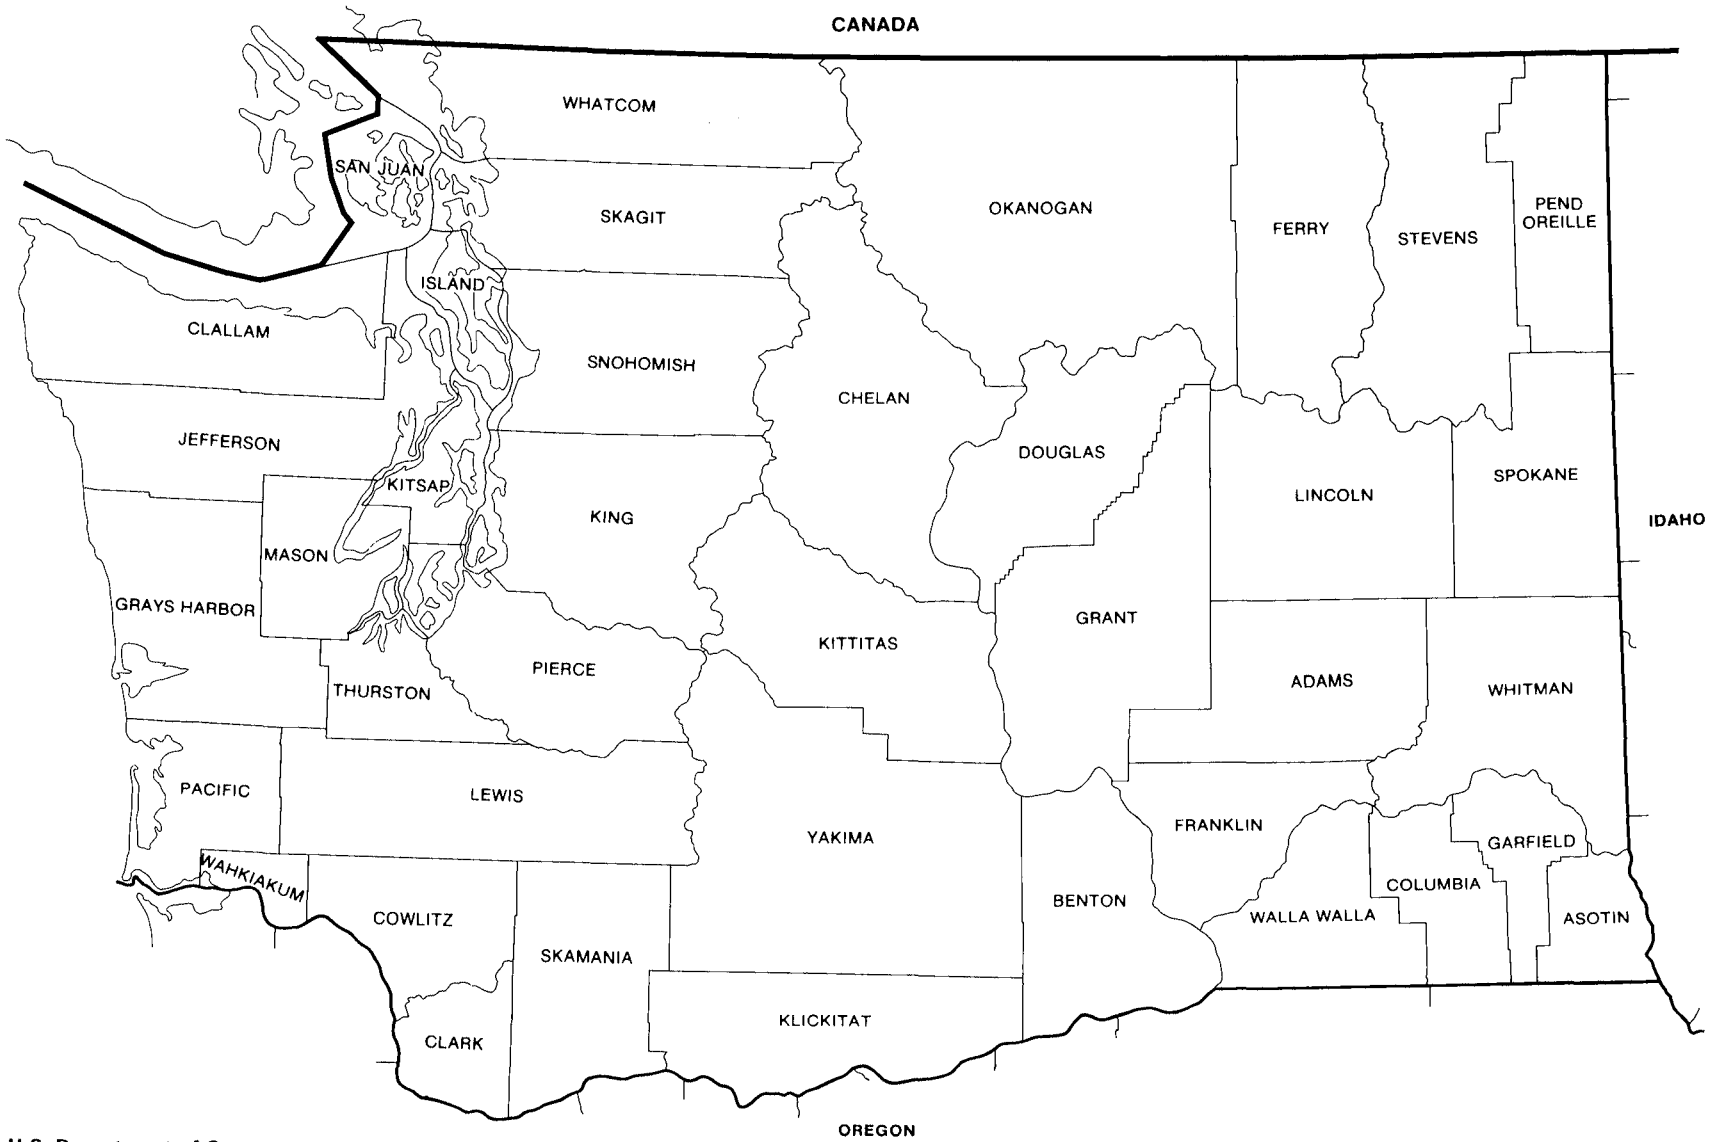 CANADA
WHATCOM
SAN JUAN
SKAGIT
OKANOGAN
FERRY
STEVENS
PEND
OREILLE
ISLAND
CLALLAM
SNOHOMISH
CHELAN
JEFFERSON
DOUGLAS
KITSAP
KING
LINCOLN
SPOKANE
IDAHO
MASON
GRAYS HARBOR
KITTITAS
GRANT
PIERCE
THURSTON
ADAMS
WHITMAN
PACIFIC
LEWIS
YAKIMA
FRANKLIN
GARFIELD
WAHKIAKUM
COWLITZ
BENTON
COLUMBIA
WALLA WALLA
ASOTIN
SKAMANIA
KLICKITAT
CLARK
OREGON